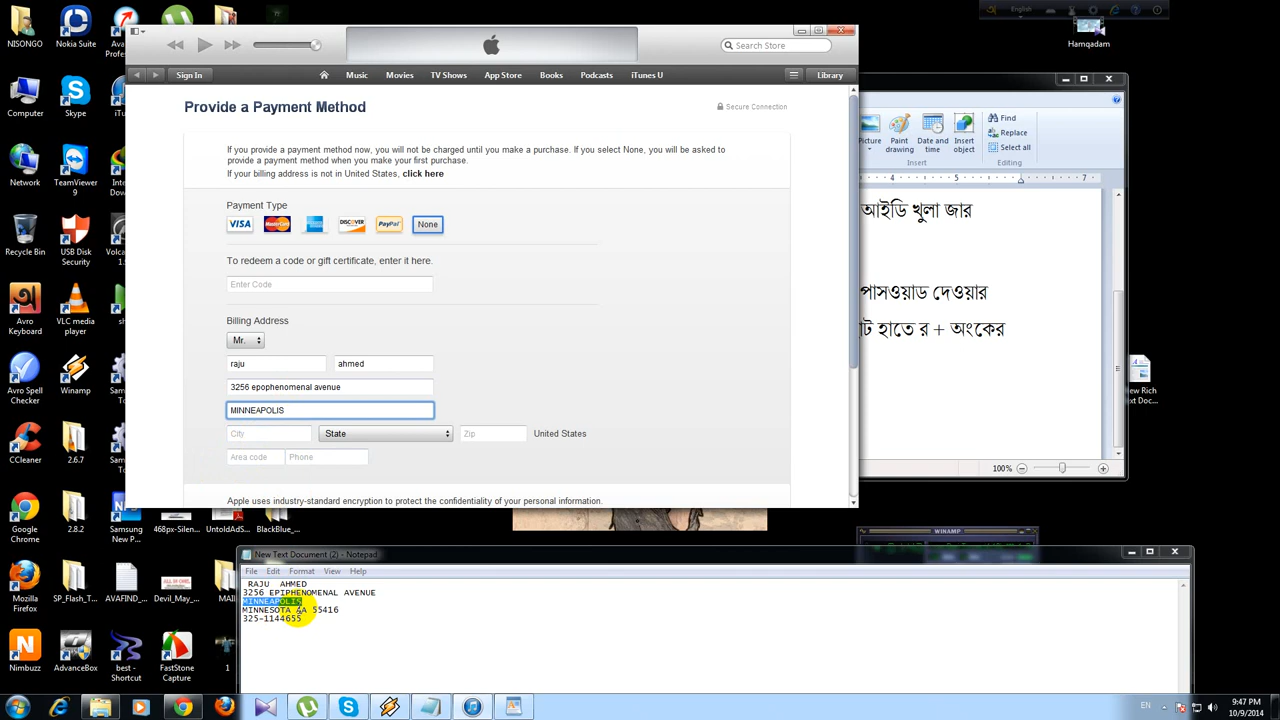 English
NISONGO
Nokia Suite
Computer
Skype
Network
TeamViewer
9
Recycle Bin
USB Disk
Security
Avro
Keyboard
VLC media
player
Avro Spell
Checker
Winamp
CCleaner
2.6.7
Google
Chrome
2.8.2
Samsung
New P...
468px-Silen...
UntoldAdS...
BlackBlue_...
Mozilla
Firefox
SP_Flash_T...
AVAFIND_...
Devil_May_...
Nimbuzz
AdvanceBox
best -
Shortcut
FastStone
Capture
1
Hamqadam
Search Store
Sign In
Music
Movies
TV Shows
App Store
Books
Podcasts
iTunes U
Library
Provide a Payment Method
Secure Connection
If you provide a payment method now, you will not be charged until you make a purchase. If you select None, you will be asked to
provide a payment method when you make your first purchase.
If your billing address is not in United States, click here
Payment Type
VISA MasterCard DISCOVER PayPal None
To redeem a code or gift certificate, enter it here.
Enter Code
Billing Address
Mr.
raju ahmed
3256 epophenomenal avenue
MINNEAPOLIS
City State Zip United States
Area code Phone
Apple uses industry-standard encryption to protect the confidentiality of your personal information.
Picture
Paint
drawing
Date and
time
Insert
object
Insert
Find
Replace
Select all
Editing
4 5 7
আইডি খুলা জার
পাসওয়াড দেওয়ার
হাতে র + অংকের
100%
WINAMP
New Text Document (2) - Notepad
File Edit Format View Help
RAJU AHMED
3256 EPIPHENOMENAL AVENUE
MINNEAPOLIS
MINNESOTA AA 55416
325-1144655
EN
9:47 PM
10/9/2014